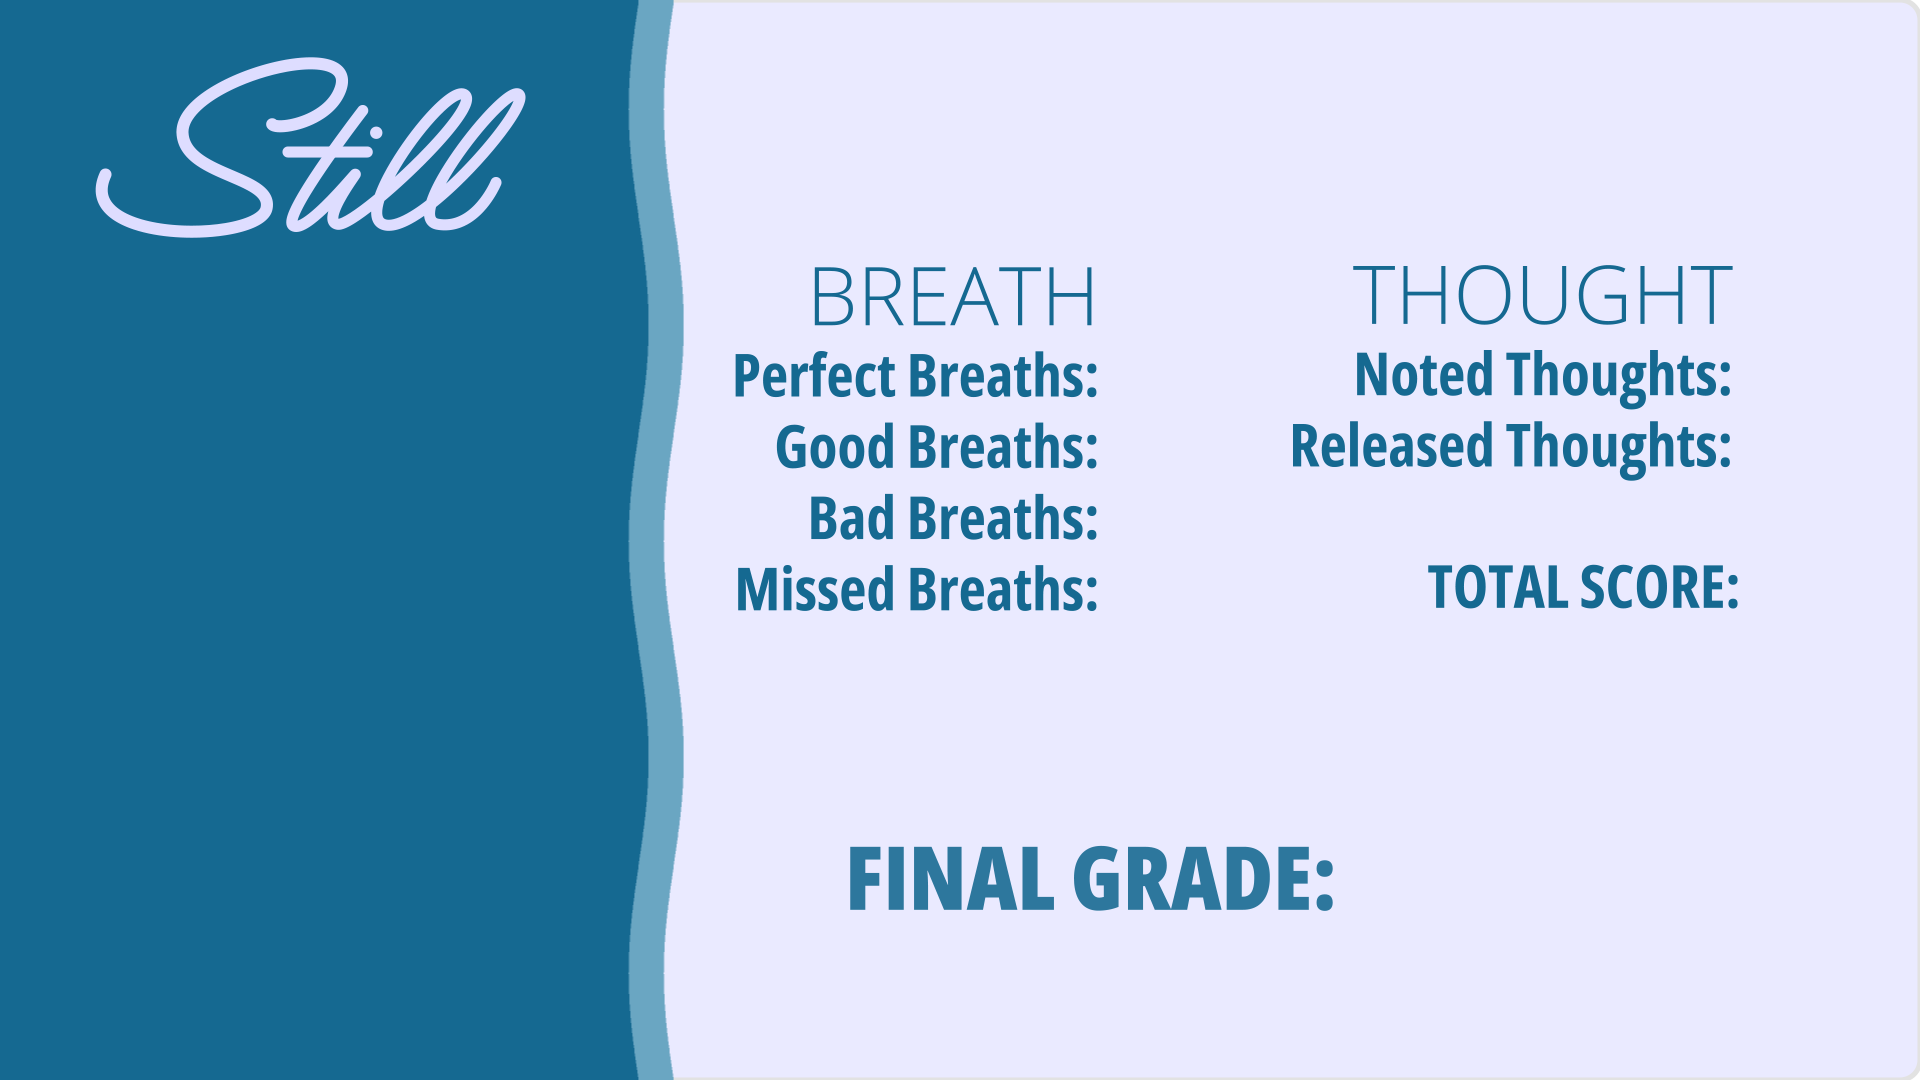 Still
BREATH
Perfect Breaths:
Good Breaths:
Bad Breaths:
Missed Breaths:
THOUGHT
Noted Thoughts:
Released Thoughts:
TOTAL SCORE:
FINAL GRADE: